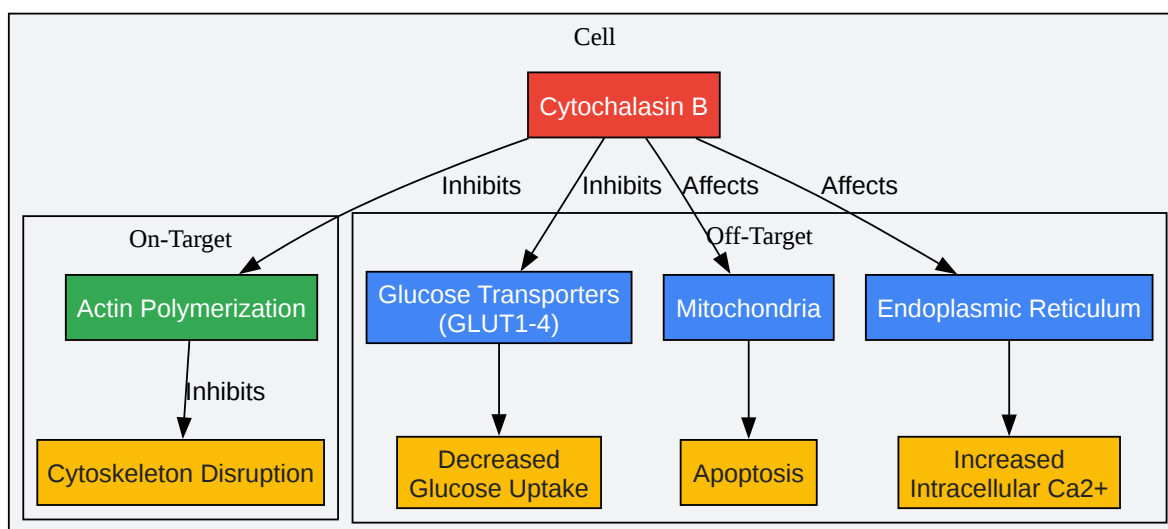 Cell
Cytochalasin B
Inhibits
Inhibits
Affects
Affects
On-Target
Off-Target
Actin Polymerization
Glucose Transporters
(GLUT1-4)
Mitochondria
Endoplasmic Reticulum
Inhibits
Cytoskeleton Disruption
Decreased
Glucose Uptake
Apoptosis
Increased
Intracellular Ca2+